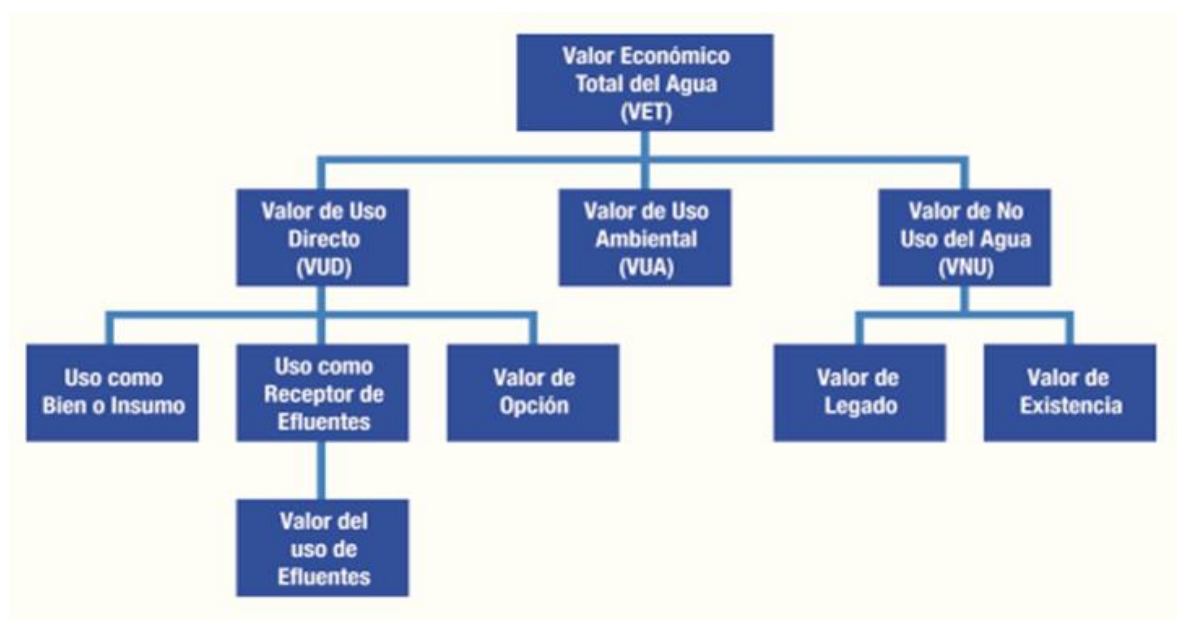 Valor Económico
Total del Agua
(VET)
Valor de Uso
Directo
(VUD)
Valor de Uso
Ambiental
(VUA)
Valor de No
Uso del Agua
(VNU)
Uso como
Bien o Insumo
Uso como
Receptor de
Efluentes
Valor de
Opción
Valor de
Legado
Valor de
Existencia
Valor del
uso de
Efluentes